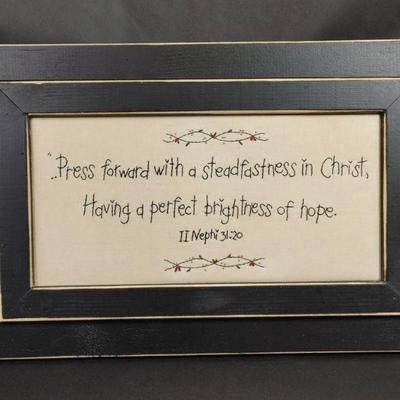 "..Press forward with a steadfastness in Christ,
Having a perfect brightness of hope.
II Nephi 31:20